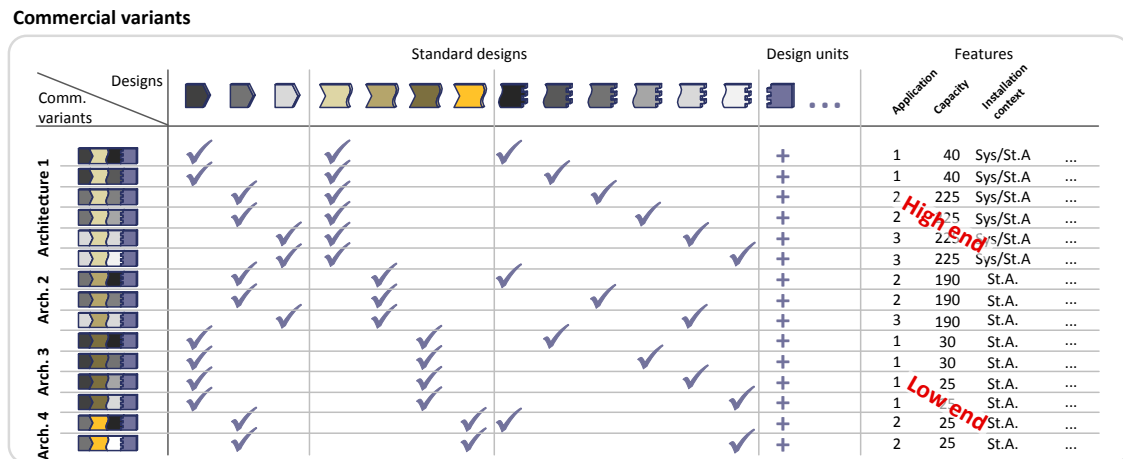 Commercial variants
Standard designs Design units Features
Designs
Comm.
variants
Application
Capacity
Installation
context
...
Architecture 1
1 40 Sys/St.A ...
1 40 Sys/St.A ...
2 225 Sys/St.A ...
2 Sys/St.A ...
3 Sys/St.A ...
3 225 Sys/St.A ...
High end
Arch. 2
2 190 St.A. ...
2 190 St.A. ...
3 190 St.A. ...
Arch. 3
1 30 St.A. ...
1 30 St.A. ...
1 25 St.A. ...
1 St.A. ...
Low end
Arch. 4
2 25 St.A. ...
2 25 St.A. ...